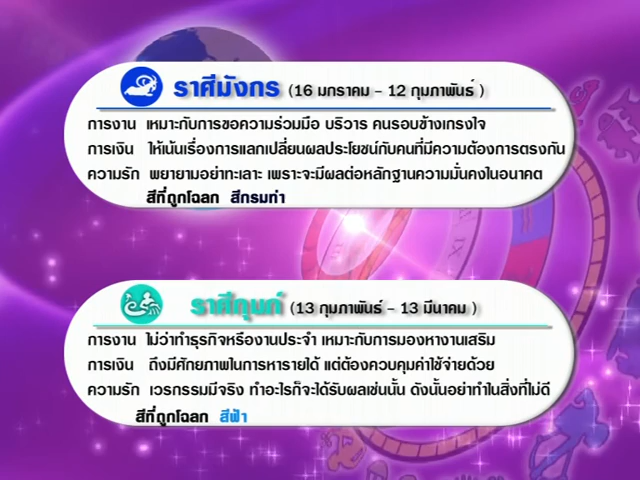 ราศีมังกร (16 มกราคม - 12 กุมภาพันธ์ )
การงาน เหมาะกับการขอความร่วมมือ บริวาร คนรอบข้างเกรงใจ
การเงิน ให้เน้นเรื่องการแลกเปลี่ยนผลประโยชน์กับคนที่มีความต้องการตรงกัน
ความรัก พยายามอย่าทะเลาะ เพราะจะมีผลต่อหลักฐานความมั่นคงในอนาคต
สีที่ถูกโฉลก สีกรมท่า
ราศีกุมภ์ (13 กุมภาพันธ์ - 13 มีนาคม )
การงาน ไม่ว่าทำธุรกิจหรืองานประจำ เหมาะกับการมองหางานเสริม
การเงิน ถึงมีศักยภาพในการหารายได้ แต่ต้องควบคุมค่าใช้จ่ายด้วย
ความรัก เวรกรรมมีจริง ทำอะไรก็จะได้รับผลเช่นนั้น ดังนั้นอย่าทำในสิ่งที่ไม่ดี
สีที่ถูกโฉลก สีฟ้า